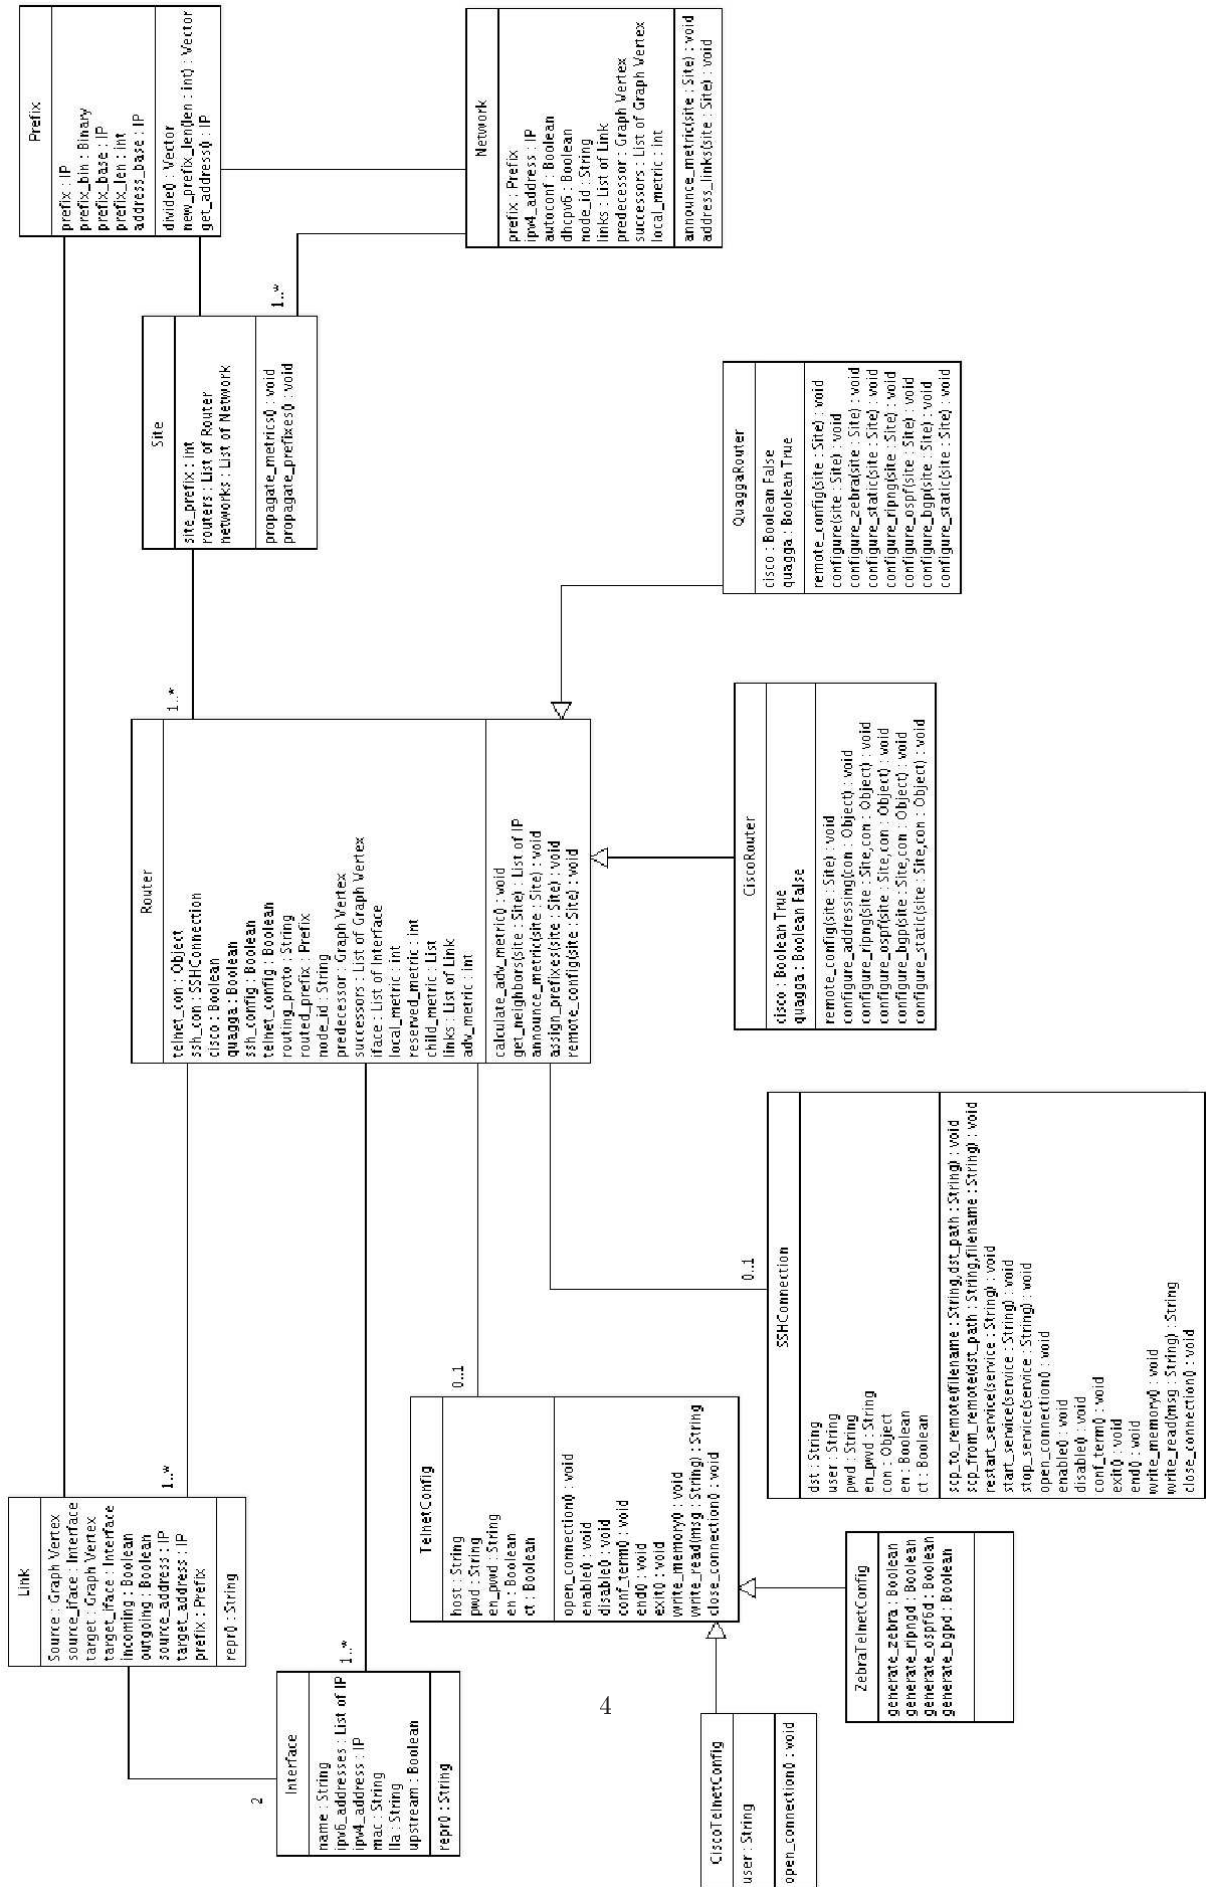 Prefix
prefix : IP
prefix_bin : Binary
prefix_base : IP
prefix_len : int
address_base : IP
divide() : Vector
new_prefix_len(len : int) : Vector
get_address() : IP
Network
prefix : Prefix
ipv4_address : IP
autoconf : Boolean
dhcpv6 : Boolean
node_id : String
links : List of Link
predecessor : Graph Vertex
successors : List of Graph Vertex
local_metric : int
announce_metric(site : Site) : void
address_links(site : Site) : void
1..*
Site
site_prefix : int
routers : List of Router
networks : List of Network
propagate_metrics() : void
propagate_prefixes() : void
QuaggaRouter
cisco : Boolean False
quagga : Boolean True
remote_config(site : Site) : void
configure(site : Site) : void
configure_zebra(site : Site) : void
configure_static(site : Site) : void
configure_ripng(site : Site) : void
configure_ospf(site : Site) : void
configure_bgp(site : Site) : void
configure_static(site : Site) : void
1..*
Router
telnet_con : Object
ssh_con : SSHConnection
cisco : Boolean
quagga : Boolean
ssh_config : Boolean
telnet_config : Boolean
routing_proto : String
routed_prefix : Prefix
node_id : String
predecessor : Graph Vertex
successors : List of Graph Vertex
iface : List of Interface
local_metric : int
reserved_metric : int
child_metric : List
links : List of Link
adv_metric : int
calculate_adv_metric() : void
get_neighbors(site : Site) : List of IP
announce_metric(site : Site) : void
assign_prefixes(site : Site) : void
remote_config(site : Site) : void
CiscoRouter
cisco : Boolean True
quagga : Boolean False
remote_config(site : Site) : void
configure_addressing(con : Object) : void
configure_ripng(site : Site,con : Object) : void
configure_ospf(site : Site,con : Object) : void
configure_bgp(site : Site,con : Object) : void
configure_static(site : Site,con : Object) : void
Link
Source : Graph Vertex
source_iface : Interface
target : Graph Vertex
target_iface : Interface
incoming : Boolean
outgoing : Boolean
source_address : IP
target_address : IP
prefix : Prefix
repr() : String
1..*
Interface
name : String
ipv6_addresses : List of IP
ipv4_address : IP
mac : String
lla : String
upstream : Boolean
repr() : String
2
1..*
TelnetConfig
host : String
pwd : String
en_pwd : String
en : Boolean
ct : Boolean
open_connection() : void
enable() : void
disable() : void
conf_term() : void
end() : void
exit() : void
write_memory() : void
write_read(msg : String) : String
close_connection() : void
0..1
SSHConnection
dst : String
user : String
pwd : String
en_pwd : String
con : Object
en : Boolean
ct : Boolean
scp_to_remote(filename : String,dst_path : String) : void
scp_from_remote(dst_path : String,filename : String) : void
restart_service(service : String) : void
start_service(service : String) : void
stop_service(service : String) : void
open_connection() : void
enable() : void
disable() : void
conf_term() : void
exit() : void
end() : void
write_memory() : void
write_read(msg : String) : String
close_connection() : void
0..1
CiscoTelnetConfig
user : String
open_connection() : void
ZebraTelnetConfig
generate_zebra : Boolean
generate_ripngd : Boolean
generate_ospf6d : Boolean
generate_bgpd : Boolean
4